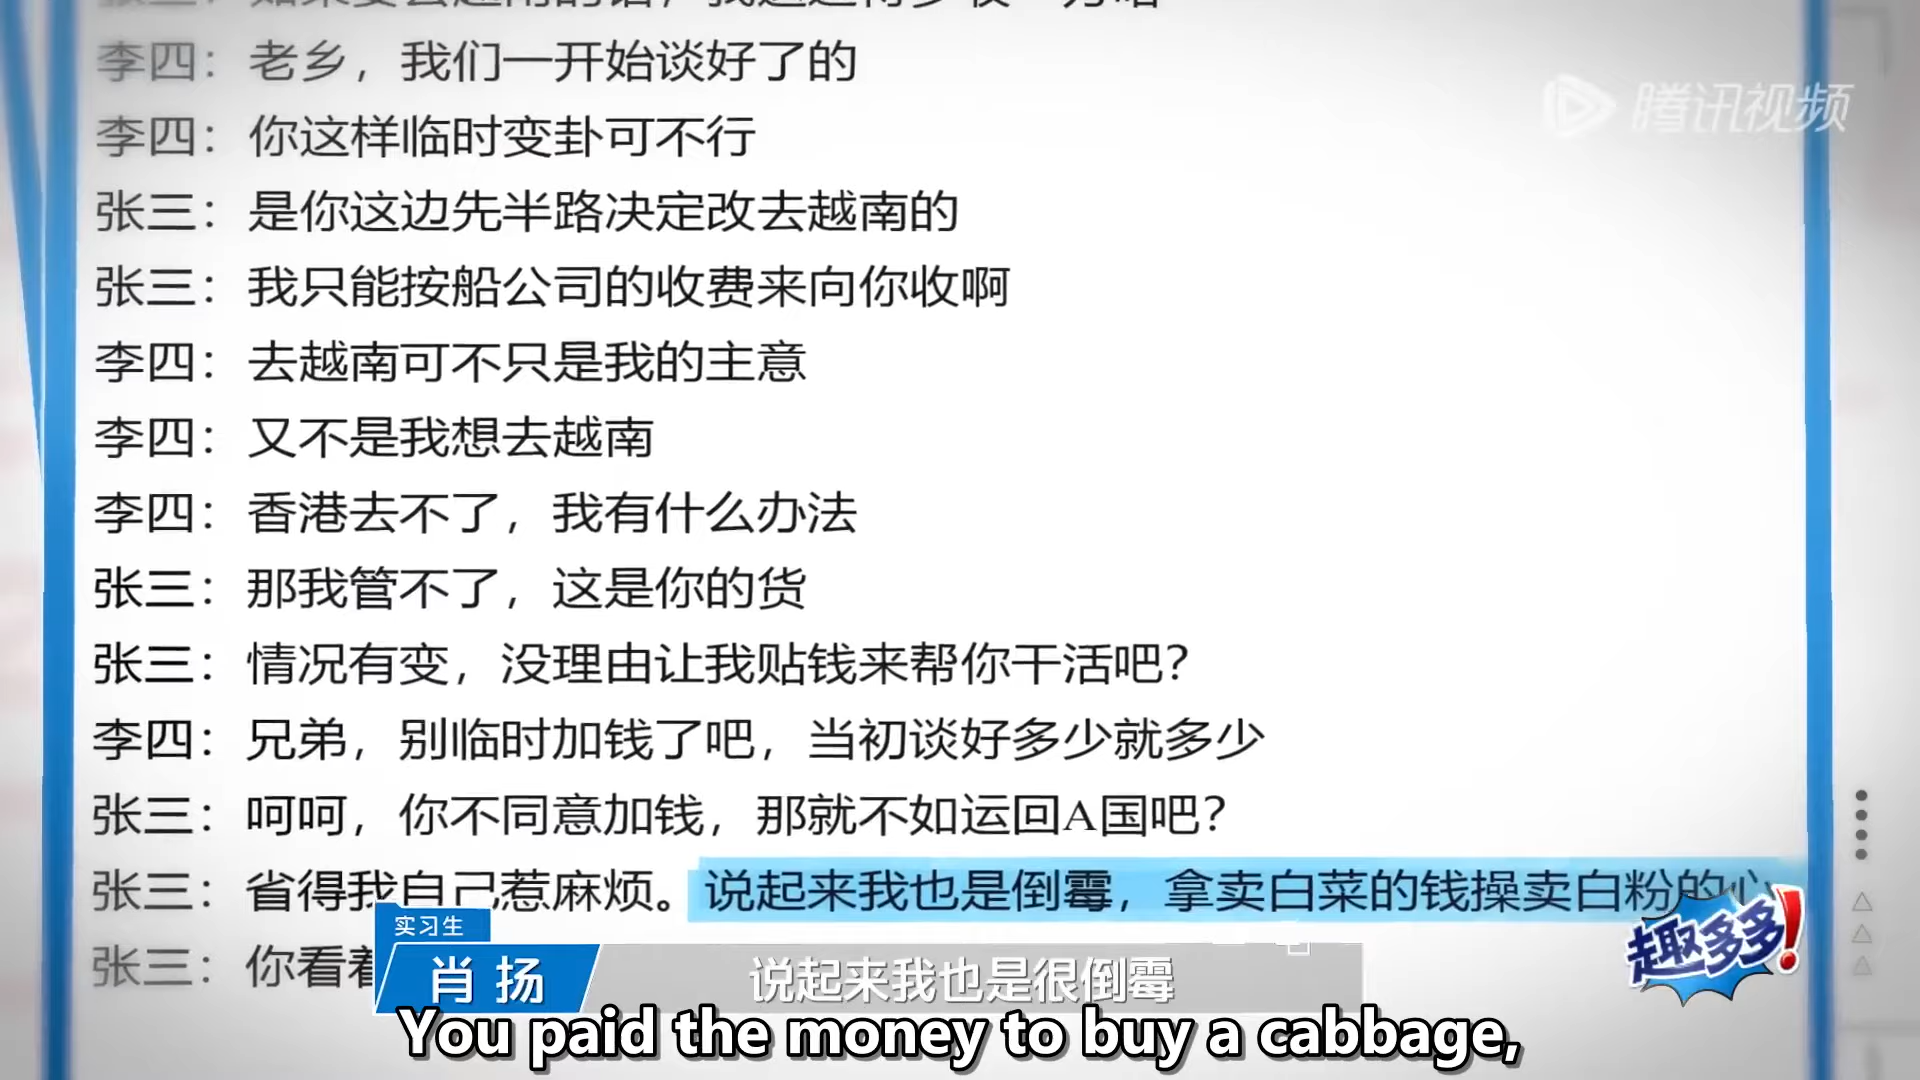 李四：老乡，我们一开始谈好了的
腾讯视频
李四：你这样临时变卦可不行
张三：是你这边先半路决定改去越南的
张三：我只能按船公司的收费来向你收啊
李四：去越南可不只是我的主意
李四：又不是我想去越南
李四：香港去不了，我有什么办法
张三：那我管不了，这是你的货
张三：情况有变，没理由让我贴钱来帮你干活吧？
李四：兄弟，别临时加钱了吧，当初谈好多少就多少
张三：呵呵，你不同意加钱，那就不如运回A国吧？
张三：省得我自己惹麻烦。说起来我也是倒霉，拿卖白菜的钱操卖白粉的心
趣多多！
张三：你看着
实习生
肖扬
说起来我也是很倒霉
You paid the money to buy a cabbage,